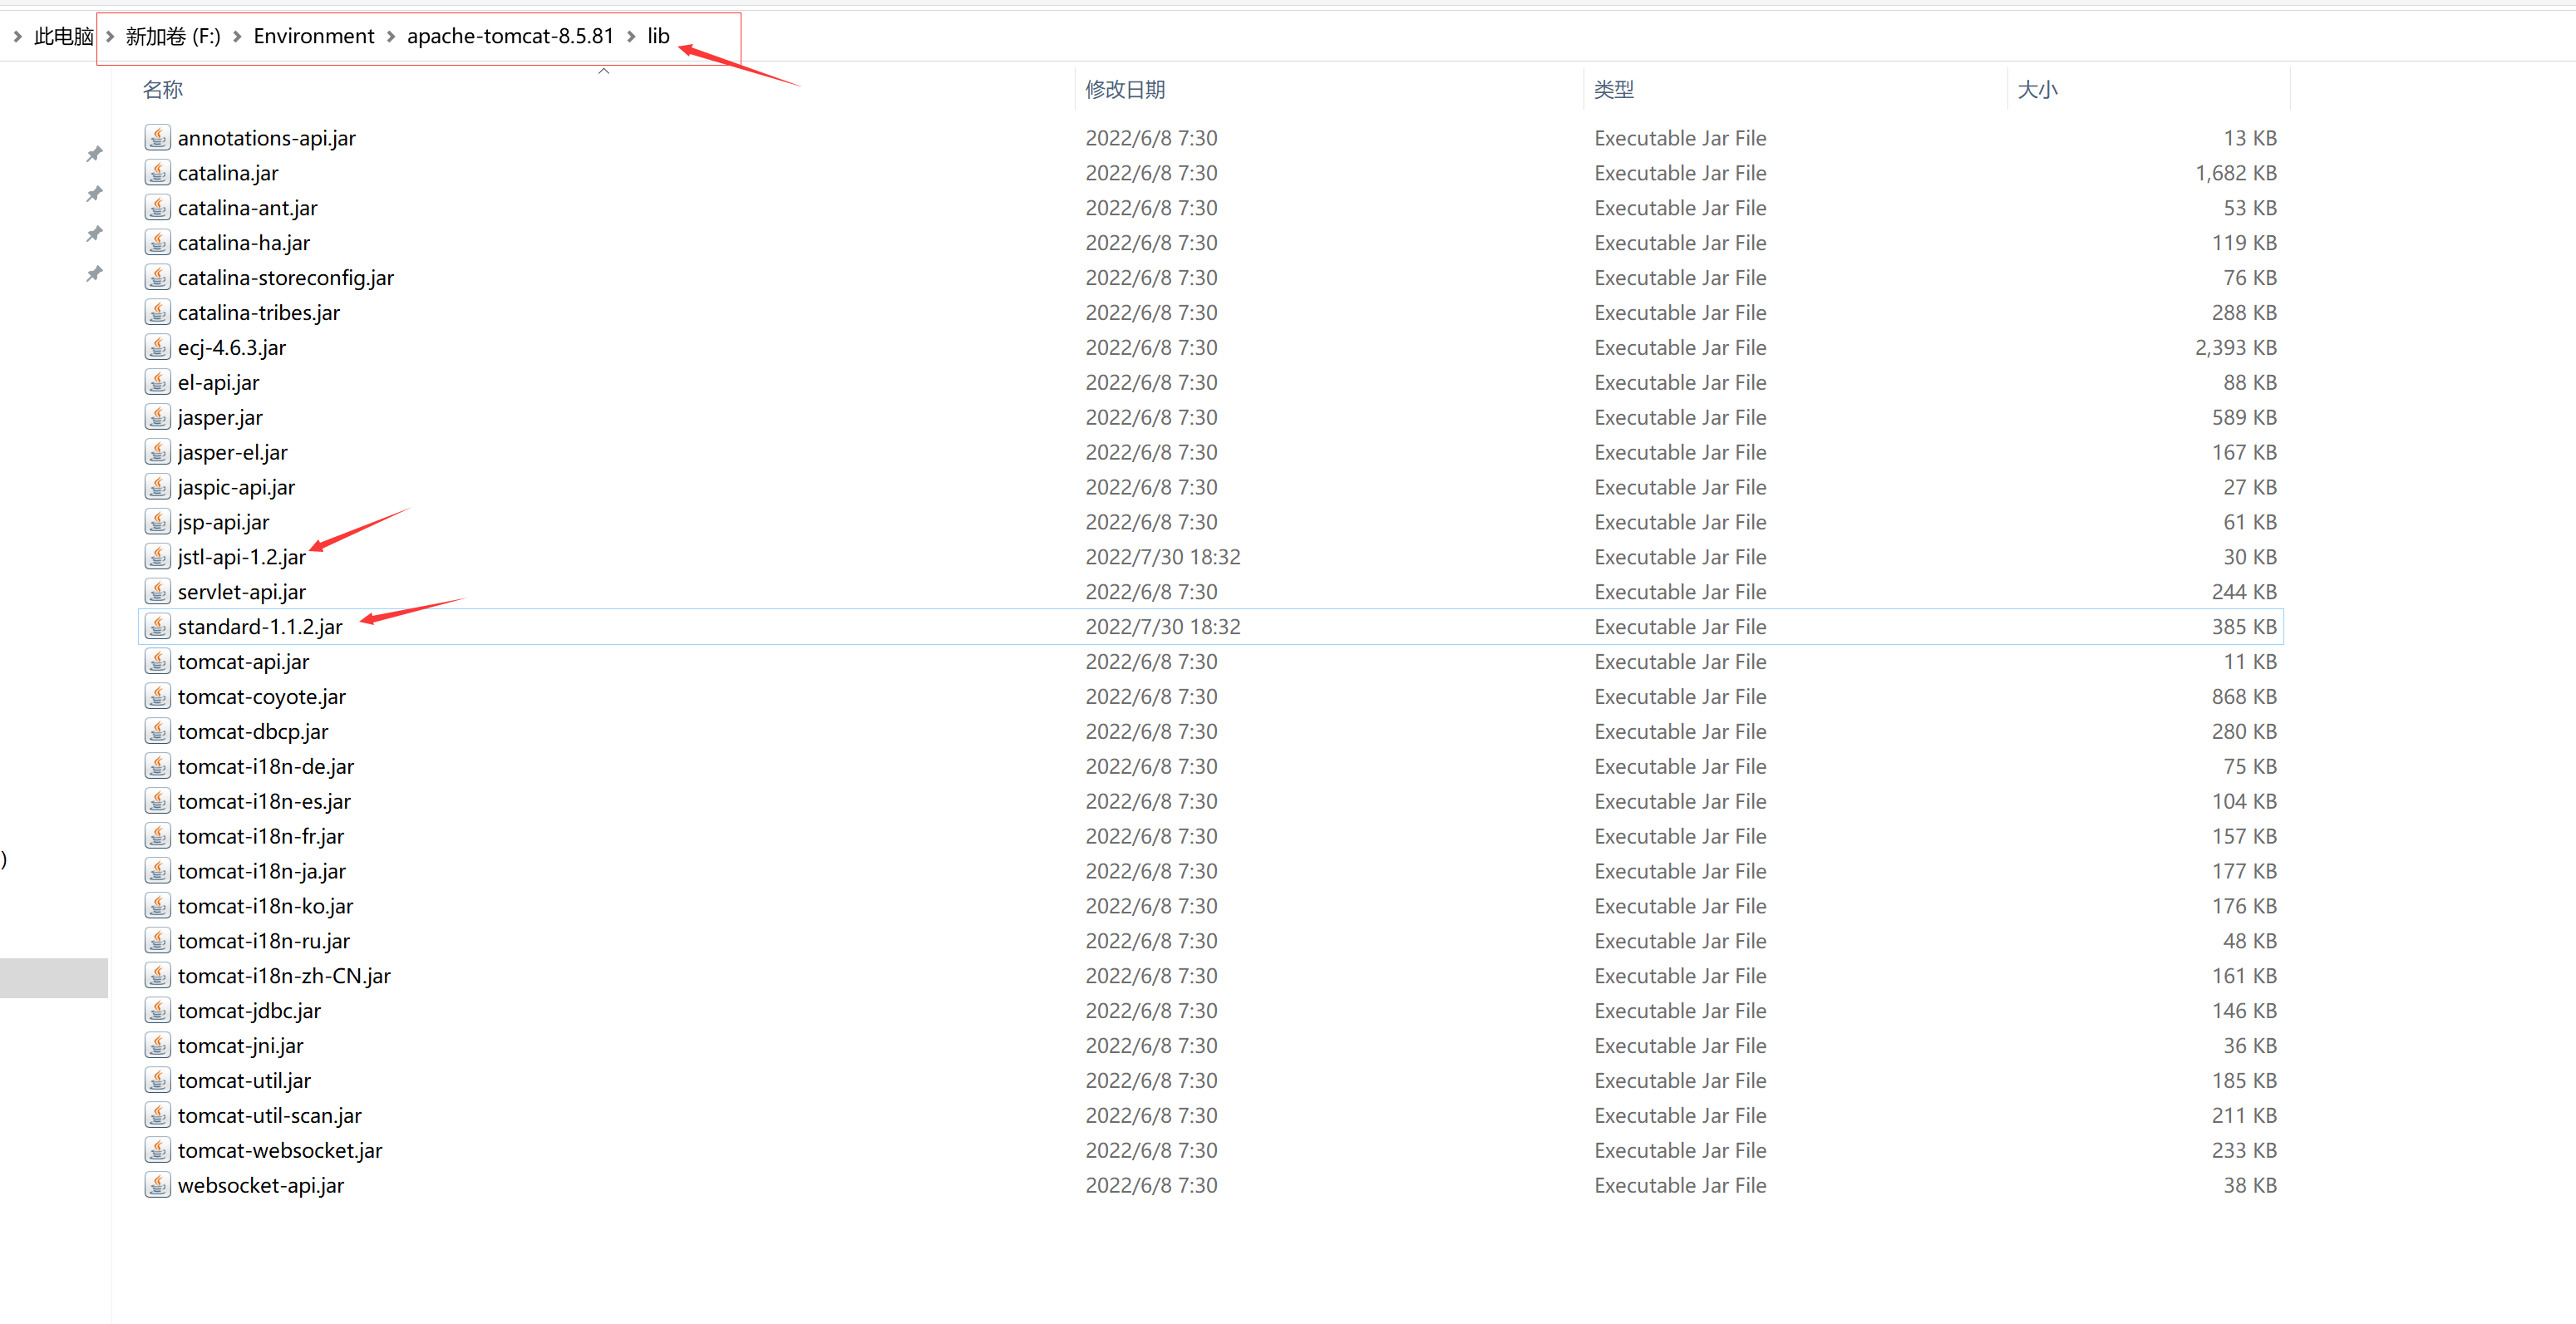 此电脑 新加卷 (F:) Environment apache-tomcat-8.5.81 lib
名称 修改日期 类型 大小
annotations-api.jar 2022/6/8 7:30 Executable Jar File 13 KB
catalina.jar 2022/6/8 7:30 Executable Jar File 1,682 KB
catalina-ant.jar 2022/6/8 7:30 Executable Jar File 53 KB
catalina-ha.jar 2022/6/8 7:30 Executable Jar File 119 KB
catalina-storeconfig.jar 2022/6/8 7:30 Executable Jar File 76 KB
catalina-tribes.jar 2022/6/8 7:30 Executable Jar File 288 KB
ecj-4.6.3.jar 2022/6/8 7:30 Executable Jar File 2,393 KB
el-api.jar 2022/6/8 7:30 Executable Jar File 88 KB
jasper.jar 2022/6/8 7:30 Executable Jar File 589 KB
jasper-el.jar 2022/6/8 7:30 Executable Jar File 167 KB
jaspic-api.jar 2022/6/8 7:30 Executable Jar File 27 KB
jsp-api.jar 2022/6/8 7:30 Executable Jar File 61 KB
jstl-api-1.2.jar 2022/7/30 18:32 Executable Jar File 30 KB
servlet-api.jar 2022/6/8 7:30 Executable Jar File 244 KB
standard-1.1.2.jar 2022/7/30 18:32 Executable Jar File 385 KB
tomcat-api.jar 2022/6/8 7:30 Executable Jar File 11 KB
tomcat-coyote.jar 2022/6/8 7:30 Executable Jar File 868 KB
tomcat-dbcp.jar 2022/6/8 7:30 Executable Jar File 280 KB
tomcat-i18n-de.jar 2022/6/8 7:30 Executable Jar File 75 KB
tomcat-i18n-es.jar 2022/6/8 7:30 Executable Jar File 104 KB
tomcat-i18n-fr.jar 2022/6/8 7:30 Executable Jar File 157 KB
)
tomcat-i18n-ja.jar 2022/6/8 7:30 Executable Jar File 177 KB
tomcat-i18n-ko.jar 2022/6/8 7:30 Executable Jar File 176 KB
tomcat-i18n-ru.jar 2022/6/8 7:30 Executable Jar File 48 KB
tomcat-i18n-zh-CN.jar 2022/6/8 7:30 Executable Jar File 161 KB
tomcat-jdbc.jar 2022/6/8 7:30 Executable Jar File 146 KB
tomcat-jni.jar 2022/6/8 7:30 Executable Jar File 36 KB
tomcat-util.jar 2022/6/8 7:30 Executable Jar File 185 KB
tomcat-util-scan.jar 2022/6/8 7:30 Executable Jar File 211 KB
tomcat-websocket.jar 2022/6/8 7:30 Executable Jar File 233 KB
websocket-api.jar 2022/6/8 7:30 Executable Jar File 38 KB